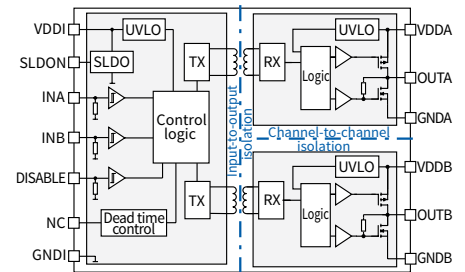 VDDI
UVLO
UVLO
VDDA
SLDON
SLDO
TX
RX
Logic
OUTA
INA
GNDA
Control
logic
INB
Input-to-output
isolation
Channel-to-channel
isolation
DISABLE
UVLO
VDDB
TX
RX
Logic
OUTB
NC
Dead time
control
GNDI
GNDB